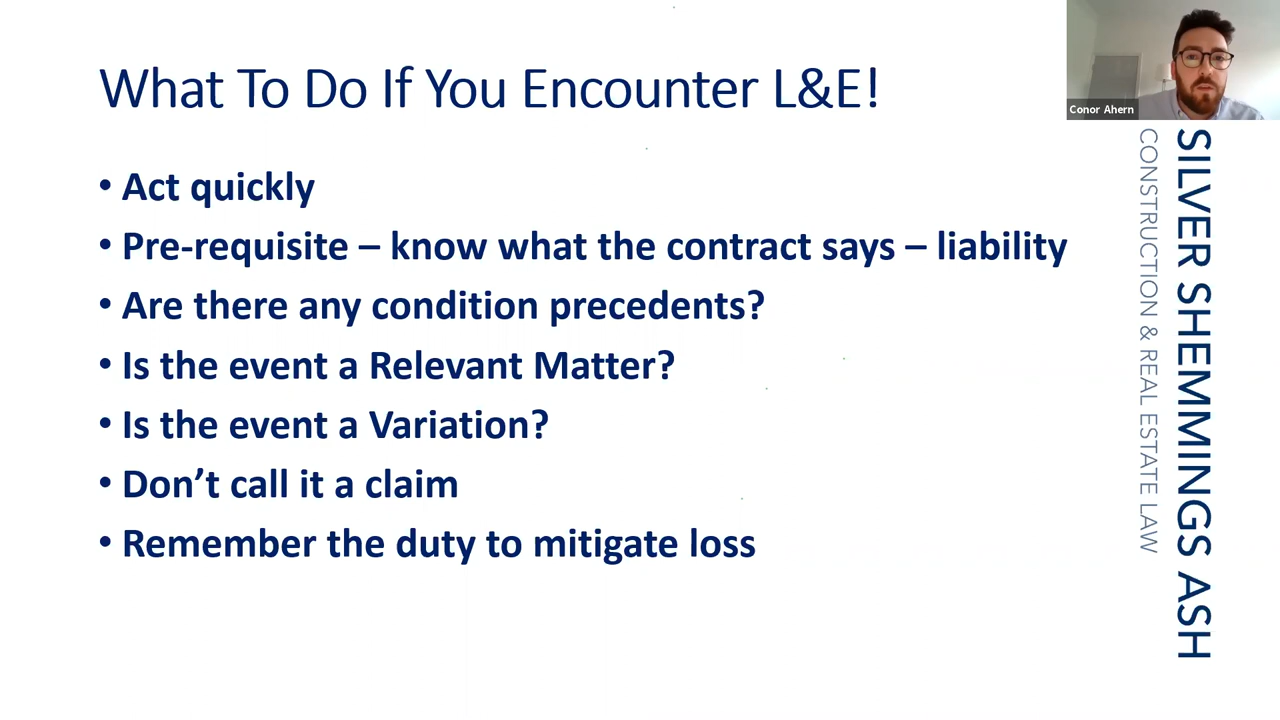 What To Do If You Encounter L&E!
• Act quickly
• Pre-requisite – know what the contract says – liability
• Are there any condition precedents?
• Is the event a Relevant Matter?
• Is the event a Variation?
• Don’t call it a claim
• Remember the duty to mitigate loss
Conor Ahern
SILVER SHEMMINGS ASH
CONSTRUCTION & REAL ESTATE LAW